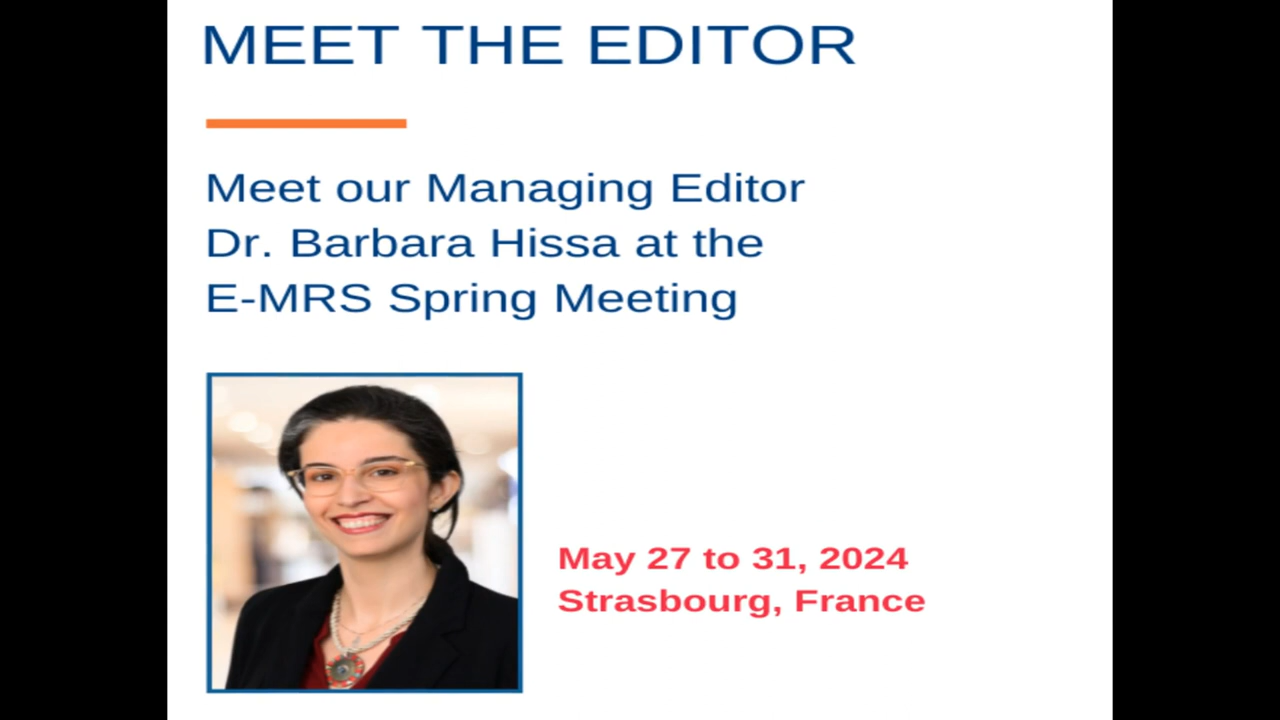 MEET THE EDITOR
Meet our Managing Editor
Dr. Barbara Hissa at the
E-MRS Spring Meeting
May 27 to 31, 2024
Strasbourg, France